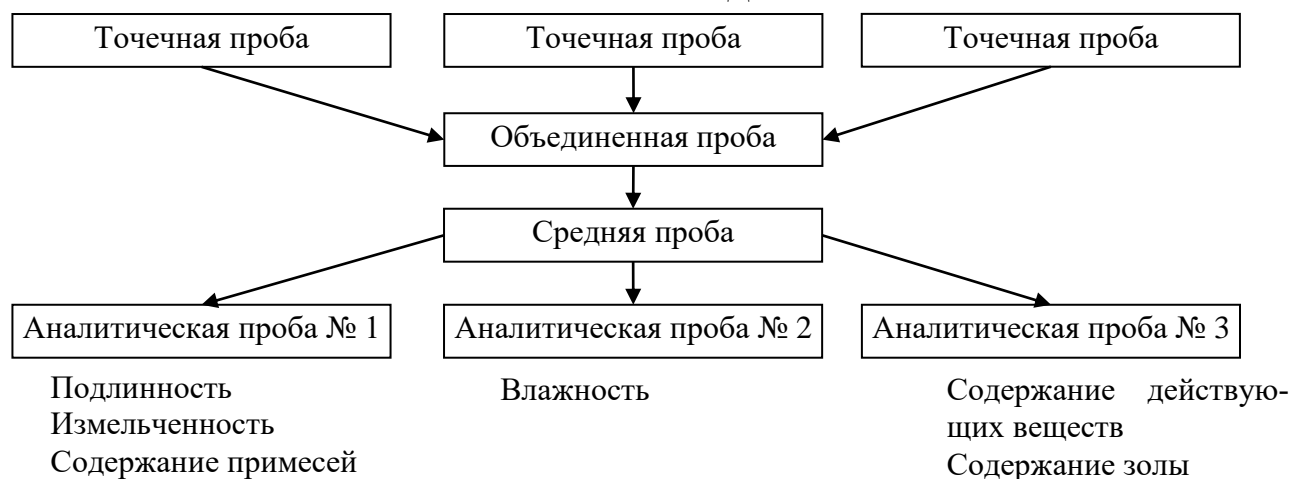 Точечная проба Точечная проба Точечная проба
Объединенная проба
Средняя проба
Аналитическая проба № 1 Аналитическая проба № 2 Аналитическая проба № 3
Подлинность
Измельченность
Содержание примесей
Влажность
Содержание действую-
щих веществ
Содержание золы